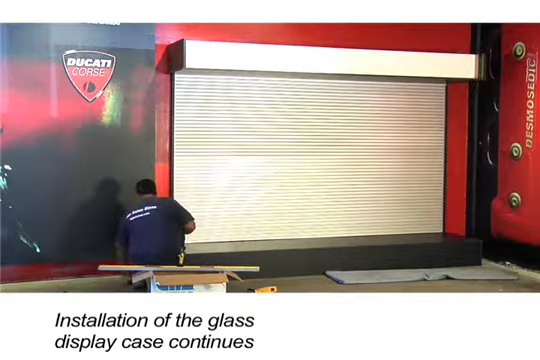 DUCATI
CORSE
DESMOSEDICI
Installation of the glass
display case continues